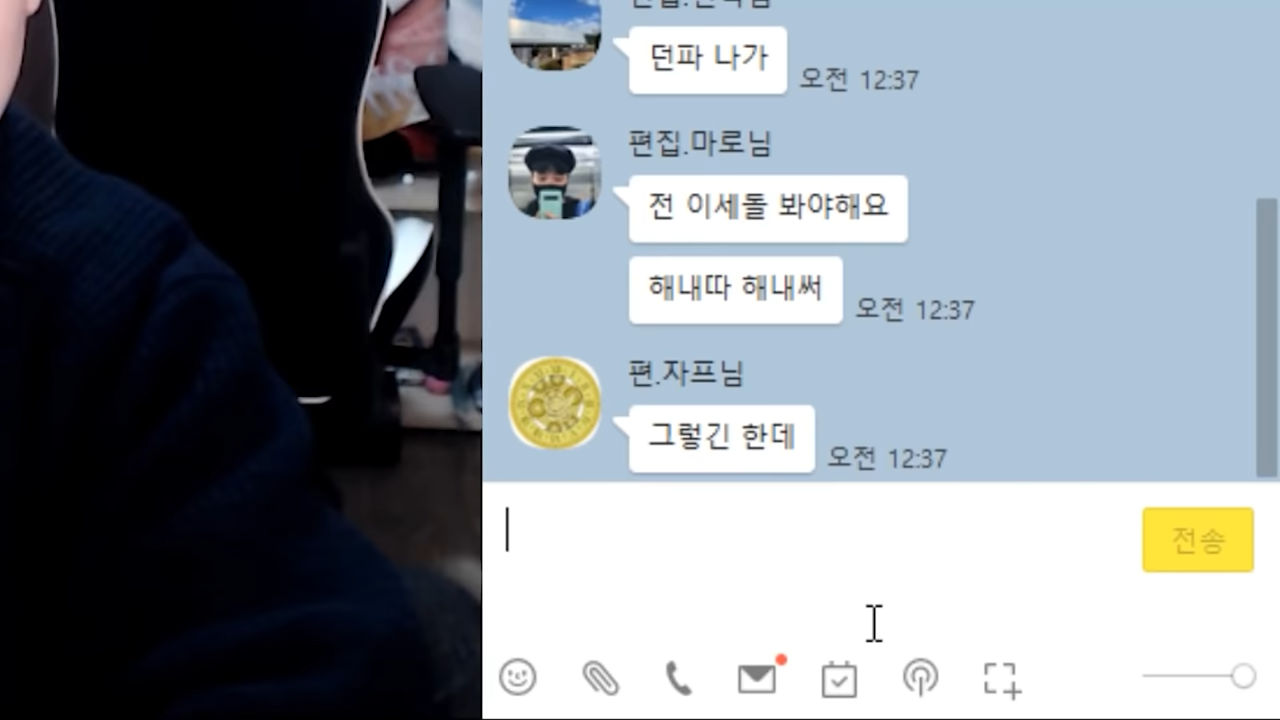 던파 나가
오전 12:37
편집.마로님
전 이세돌 봐야해요
해내따 해내써
오전 12:37
편.자프님
그렇긴 한데
오전 12:37
전송